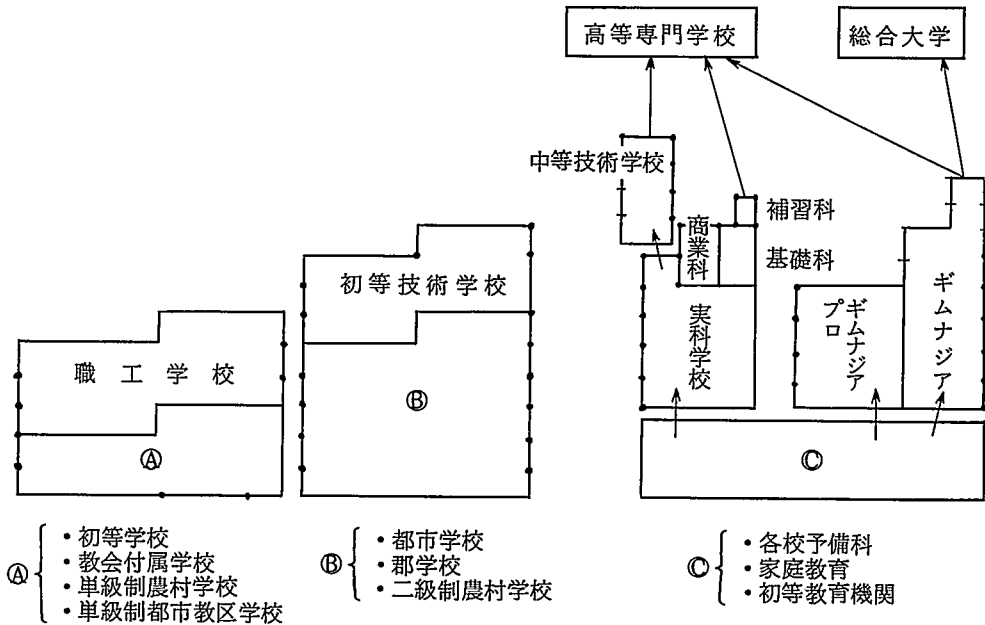 高等専門学校
総合大学
中等技術学校
補習科
商業科
基礎科
初等技術学校
実科学校
ギムナジア
プロ
ギムナジア
職工学校
Ⓐ
Ⓑ
Ⓒ
Ⓐ
・初等学校
・教会付属学校
・単級制農村学校
・単級制都市教区学校
Ⓑ
・都市学校
・郡学校
・二級制農村学校
Ⓒ
・各校予備科
・家庭教育
・初等教育機関